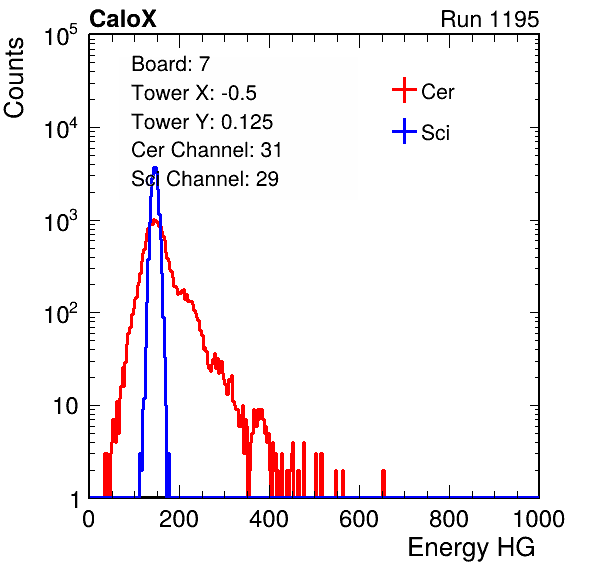 CaloX Run 1195
Counts
Board: 7
Tower X: -0.5
Tower Y: 0.125
Cer Channel: 31
Sci Channel: 29
Cer
Sci
10^5
10^4
10^3
10^2
10
1
0 200 400 600 800 1000
Energy HG